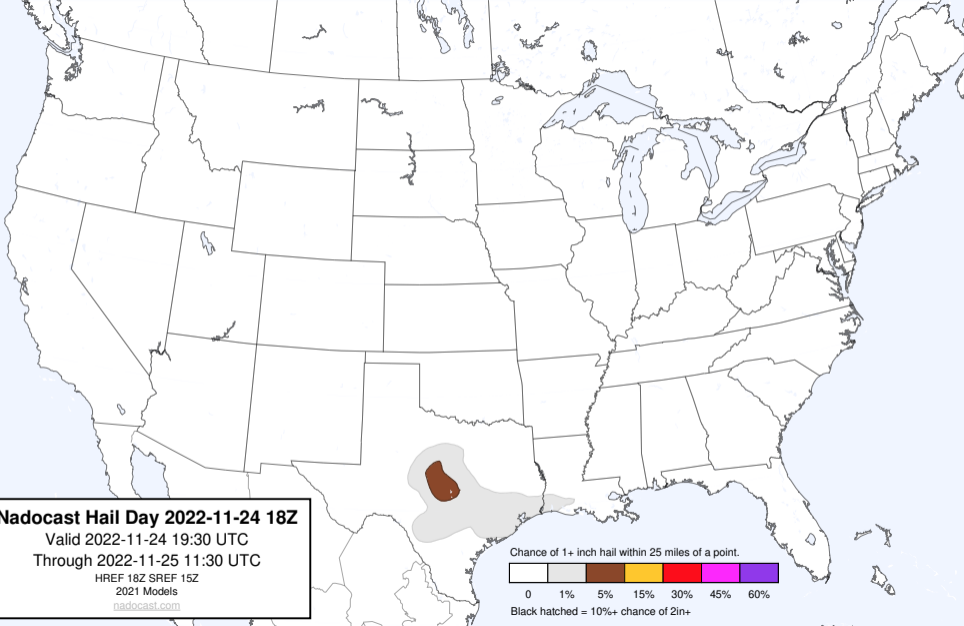 Nadocast Hail Day 2022-11-24 18Z
Valid 2022-11-24 19:30 UTC
Through 2022-11-25 11:30 UTC
HREF 18Z SREF 15Z
2021 Models
nadocast.com
Chance of 1+ inch hail within 25 miles of a point.
0 1% 5% 15% 30% 45% 60%
Black hatched = 10%+ chance of 2in+